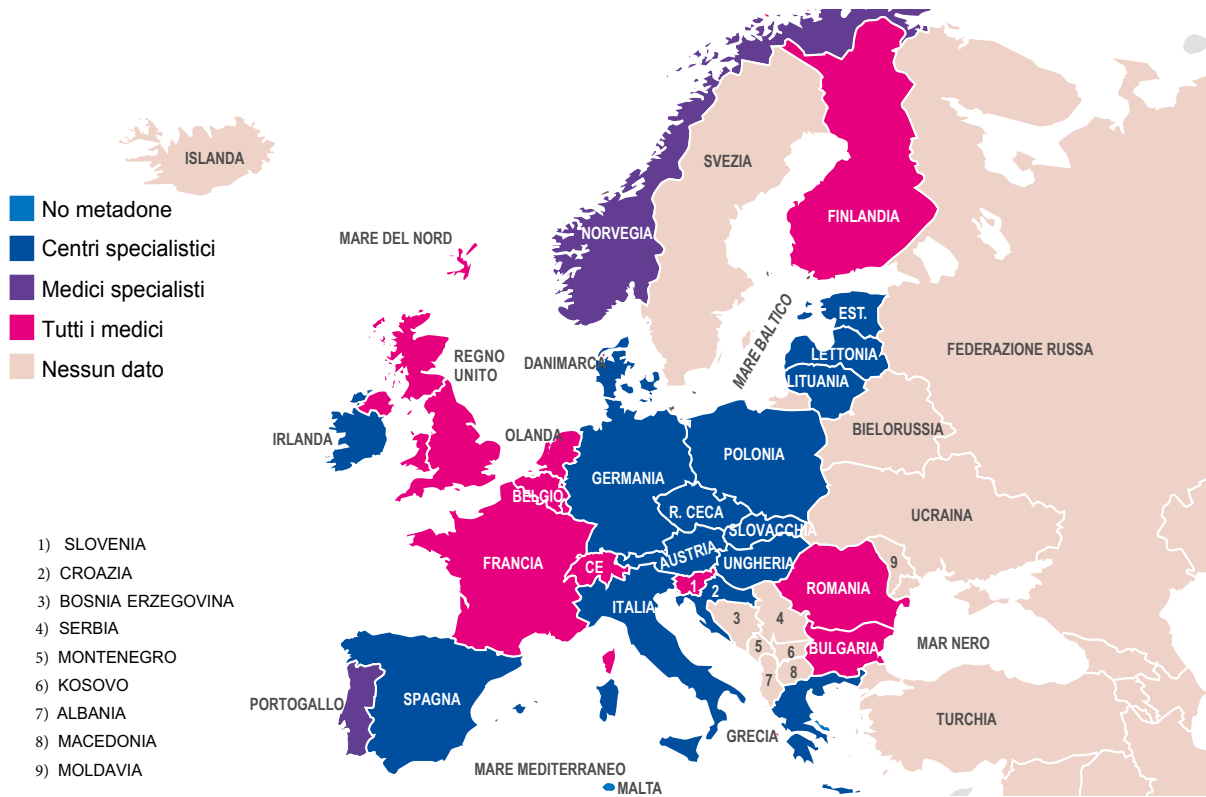 ISLANDA
No metadone
Centri specialistici
Medici specialisti
Tutti i medici
Nessun dato
SVEZIA
FINLANDIA
NORVEGIA
MARE DEL NORD
MARE BALTICO
EST.
LETTONIA
LITUANIA
FEDERAZIONE RUSSA
REGNO
UNITO
DANIMARCA
BIELORUSSIA
IRLANDA
OLANDA
BELGIO
GERMANIA
POLONIA
R. CECA
SLOVACCHIA
UCRAINA
FRANCIA
CE
AUSTRIA
UNGHERIA
ROMANIA
9
1
2
ITALIA
3
4
5
6
7
8
BULGARIA
MAR NERO
PORTOGALLO
SPAGNA
GRECIA
TURCHIA
MARE MEDITERRANEO
MALTA
1) SLOVENIA
2) CROAZIA
3) BOSNIA ERZEGOVINA
4) SERBIA
5) MONTENEGRO
6) KOSOVO
7) ALBANIA
8) MACEDONIA
9) MOLDAVIA